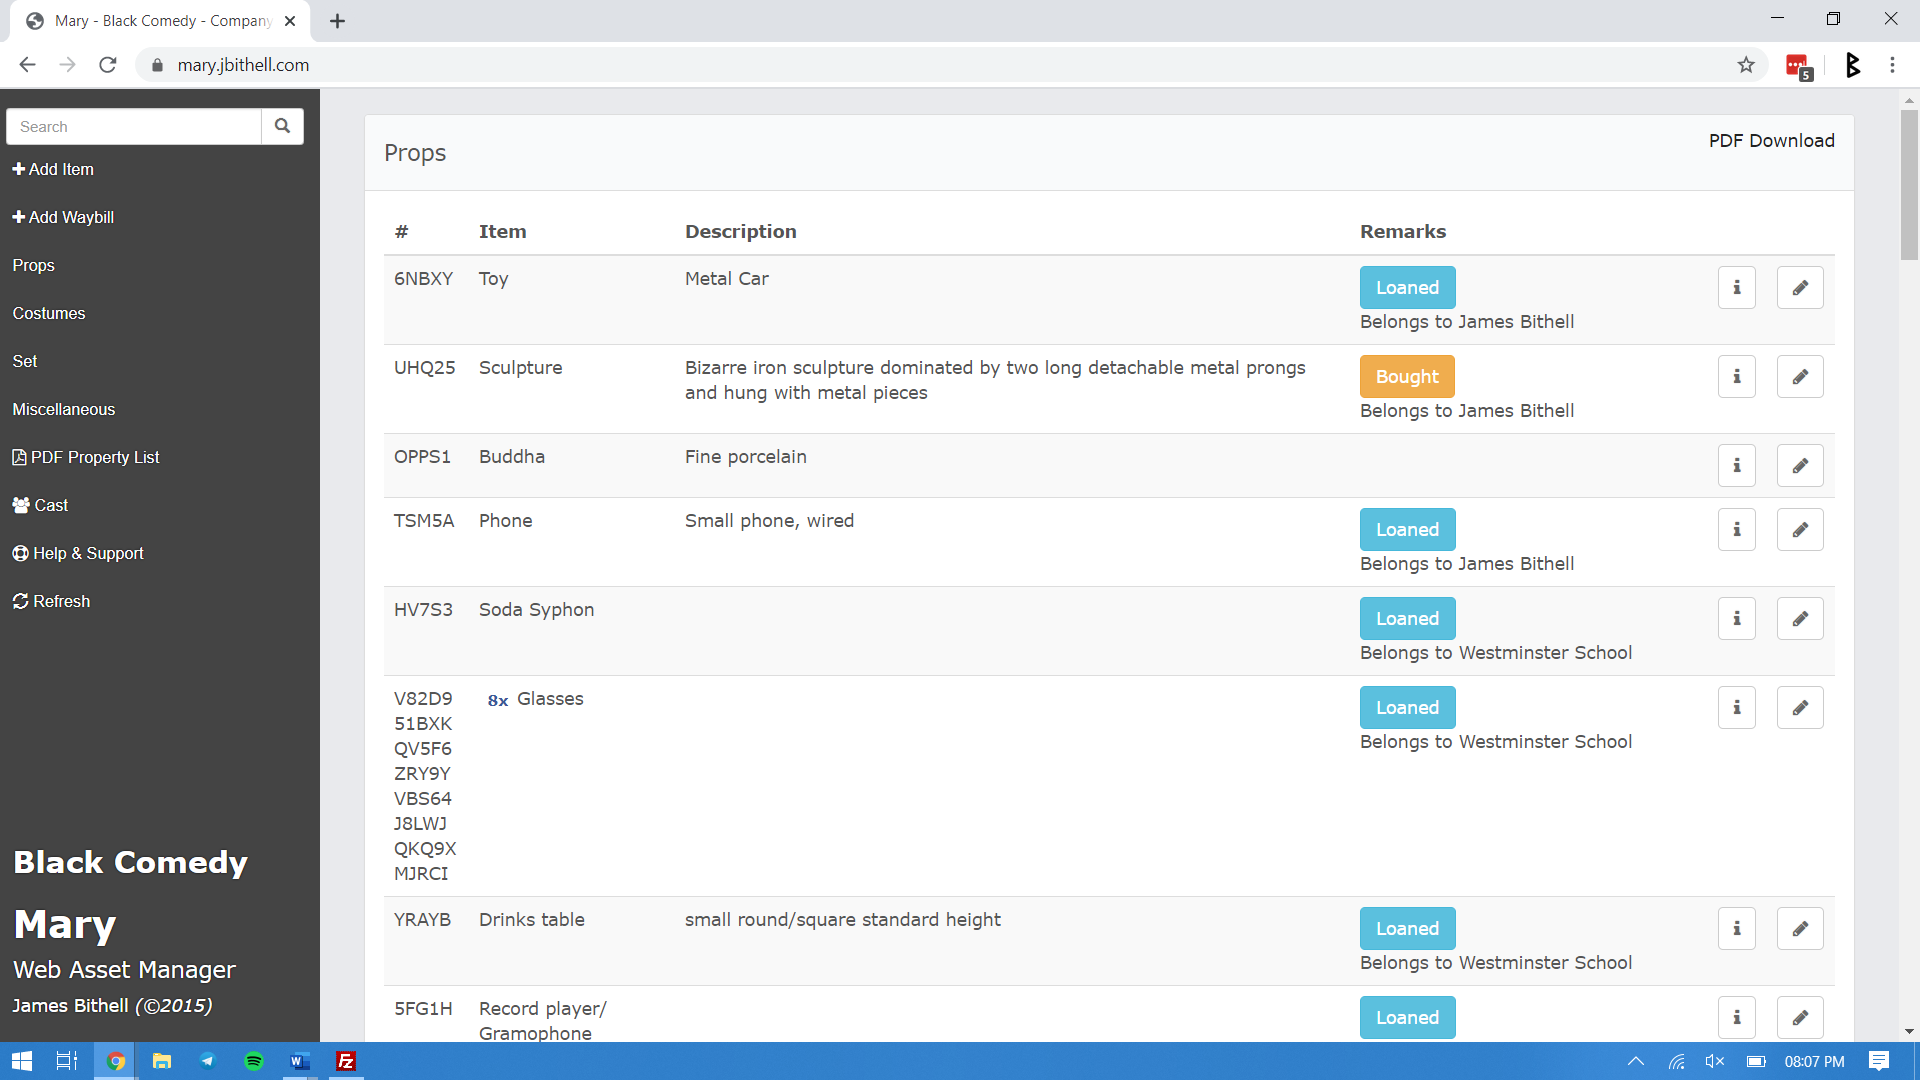 Mary - Black Comedy - Company
mary.jbithell.com
5
Search
Add Item
Add Waybill
Props
Costumes
Set
Miscellaneous
PDF Property List
Cast
Help & Support
Refresh
Black Comedy
Mary
Web Asset Manager
James Bithell (©2015)
Props
PDF Download
# Item Description Remarks
6NBXY Toy Metal Car Loaned
Belongs to James Bithell
UHQ25 Sculpture Bizarre iron sculpture dominated by two long detachable metal prongs Bought
and hung with metal pieces
Belongs to James Bithell
OPPS1 Buddha Fine porcelain
TSM5A Phone Small phone, wired Loaned
Belongs to James Bithell
HV7S3 Soda Syphon Loaned
Belongs to Westminster School
V82D9 8x Glasses Loaned
51BXK
Belongs to Westminster School
QV5F6
ZRY9Y
VBS64
J8LWJ
QKQ9X
MJRCI
YRAYB Drinks table small round/square standard height Loaned
Belongs to Westminster School
5FG1H Record player/ Loaned
Gramophone
08:07 PM